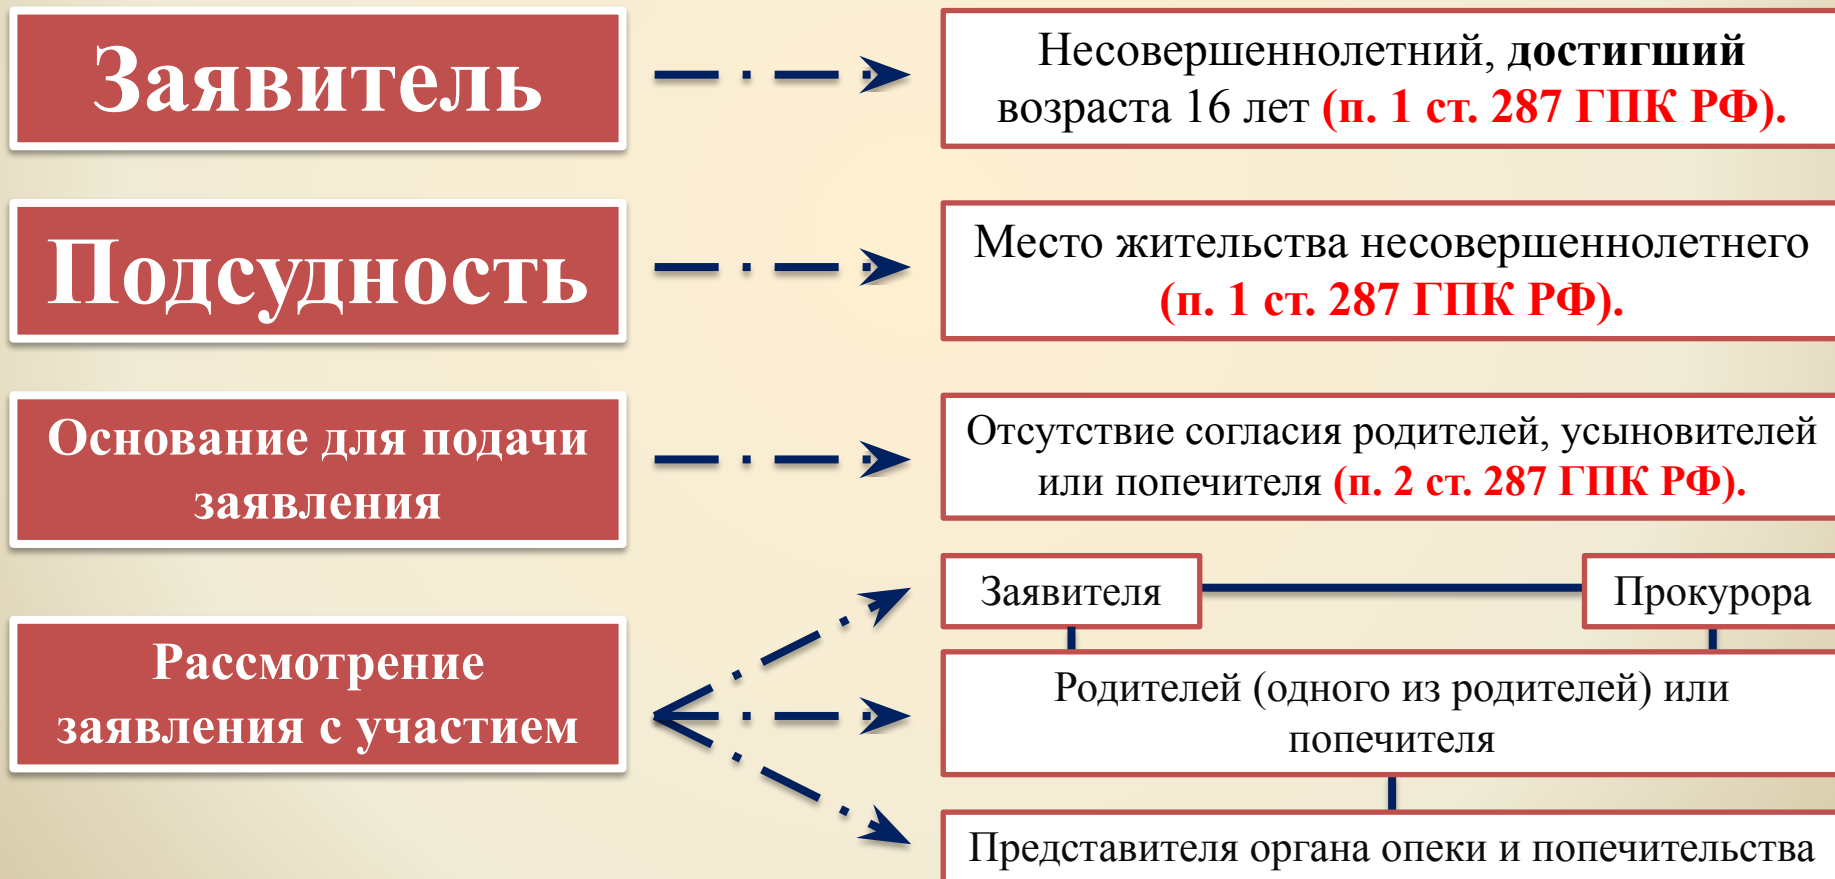 Заявитель
Несовершеннолетний, достигший
возраста 16 лет (п. 1 ст. 287 ГПК РФ).
Подсудность
Место жительства несовершеннолетнего
(п. 1 ст. 287 ГПК РФ).
Основание для подачи
заявления
Отсутствие согласия родителей, усыновителей
или попечителя (п. 2 ст. 287 ГПК РФ).
Рассмотрение
заявления с участием
Заявителя
Прокурора
Родителей (одного из родителей) или
попечителя
Представителя органа опеки и попечительства